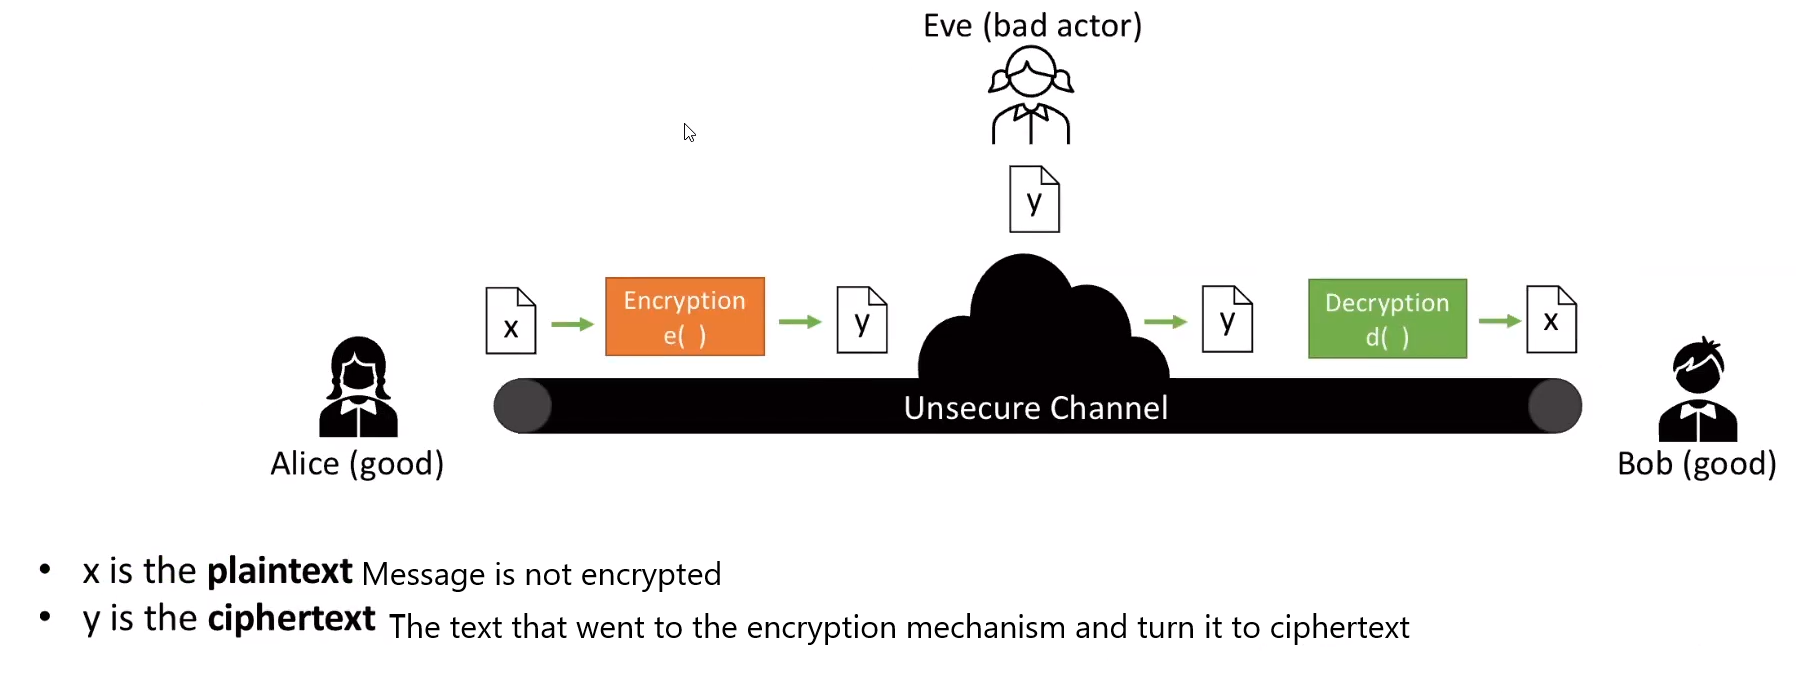 Eve (bad actor)
y
x
Encryption
e( )
y
y
Decryption
d( )
x
Unsecure Channel
Alice (good)
Bob (good)
• x is the plaintext Message is not encrypted
• y is the ciphertext The text that went to the encryption mechanism and turn it to ciphertext